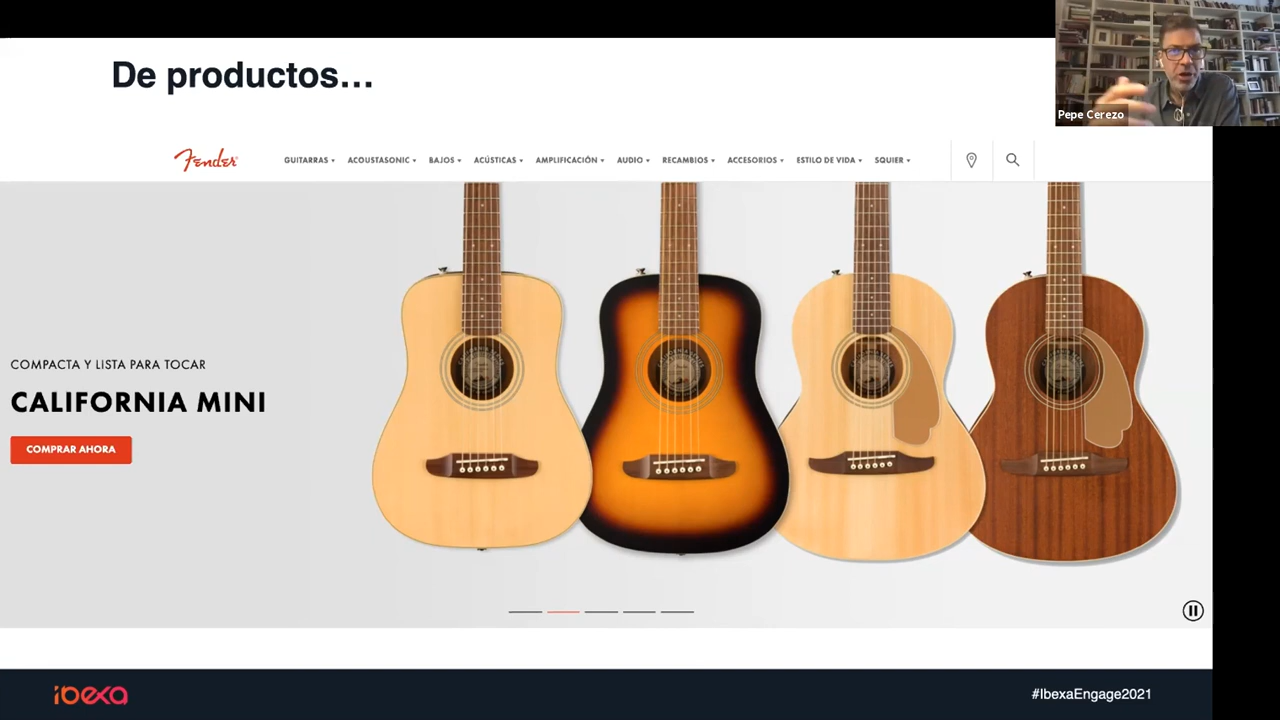 De productos...
Pepe Cerezo
Fender
GUITARRAS ACOUSTASONIC BAJOS ACÚSTICAS AMPLIFICACIÓN AUDIO RECAMBIOS ACCESORIOS ESTILO DE VIDA SQUIER
COMPACTA Y LISTA PARA TOCAR
CALIFORNIA MINI
COMPRAR AHORA
ibexa
#IbexaEngage2021